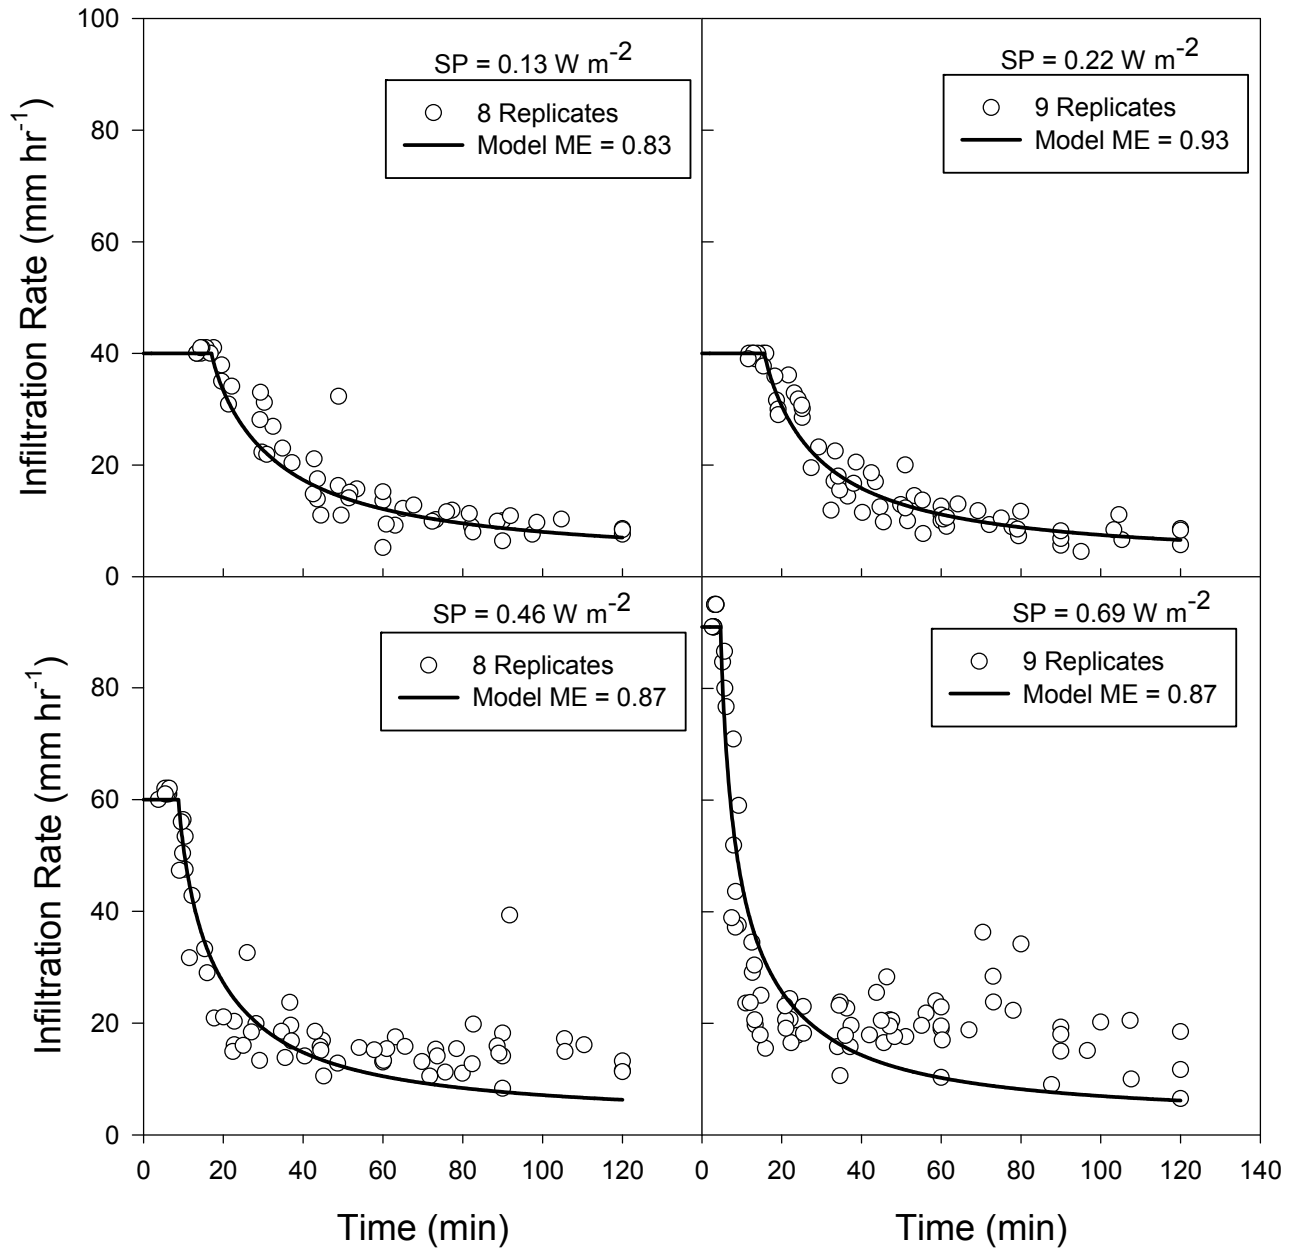 100
80
60
40
20
0
Infiltration Rate (mm hr⁻¹)
SP = 0.13 W m⁻²
8 Replicates
Model ME = 0.83
SP = 0.22 W m⁻²
9 Replicates
Model ME = 0.93
80
60
40
20
0
Infiltration Rate (mm hr⁻¹)
SP = 0.46 W m⁻²
8 Replicates
Model ME = 0.87
SP = 0.69 W m⁻²
9 Replicates
Model ME = 0.87
0 20 40 60 80 100 120 0 20 40 60 80 100 120 140
Time (min) Time (min)